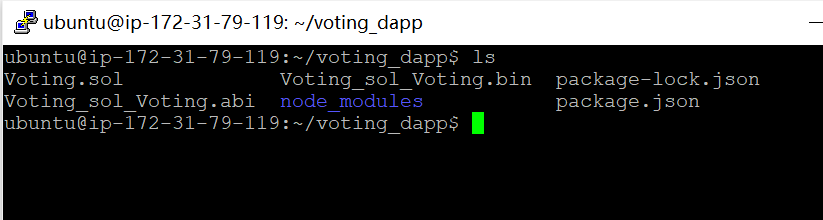 ubuntu@ip-172-31-79-119: ~/voting_dapp
ubuntu@ip-172-31-79-119:~/voting_dapp$ ls
Voting.sol             Voting_sol_Voting.bin  package-lock.json
Voting_sol_Voting.abi  node_modules           package.json
ubuntu@ip-172-31-79-119:~/voting_dapp$